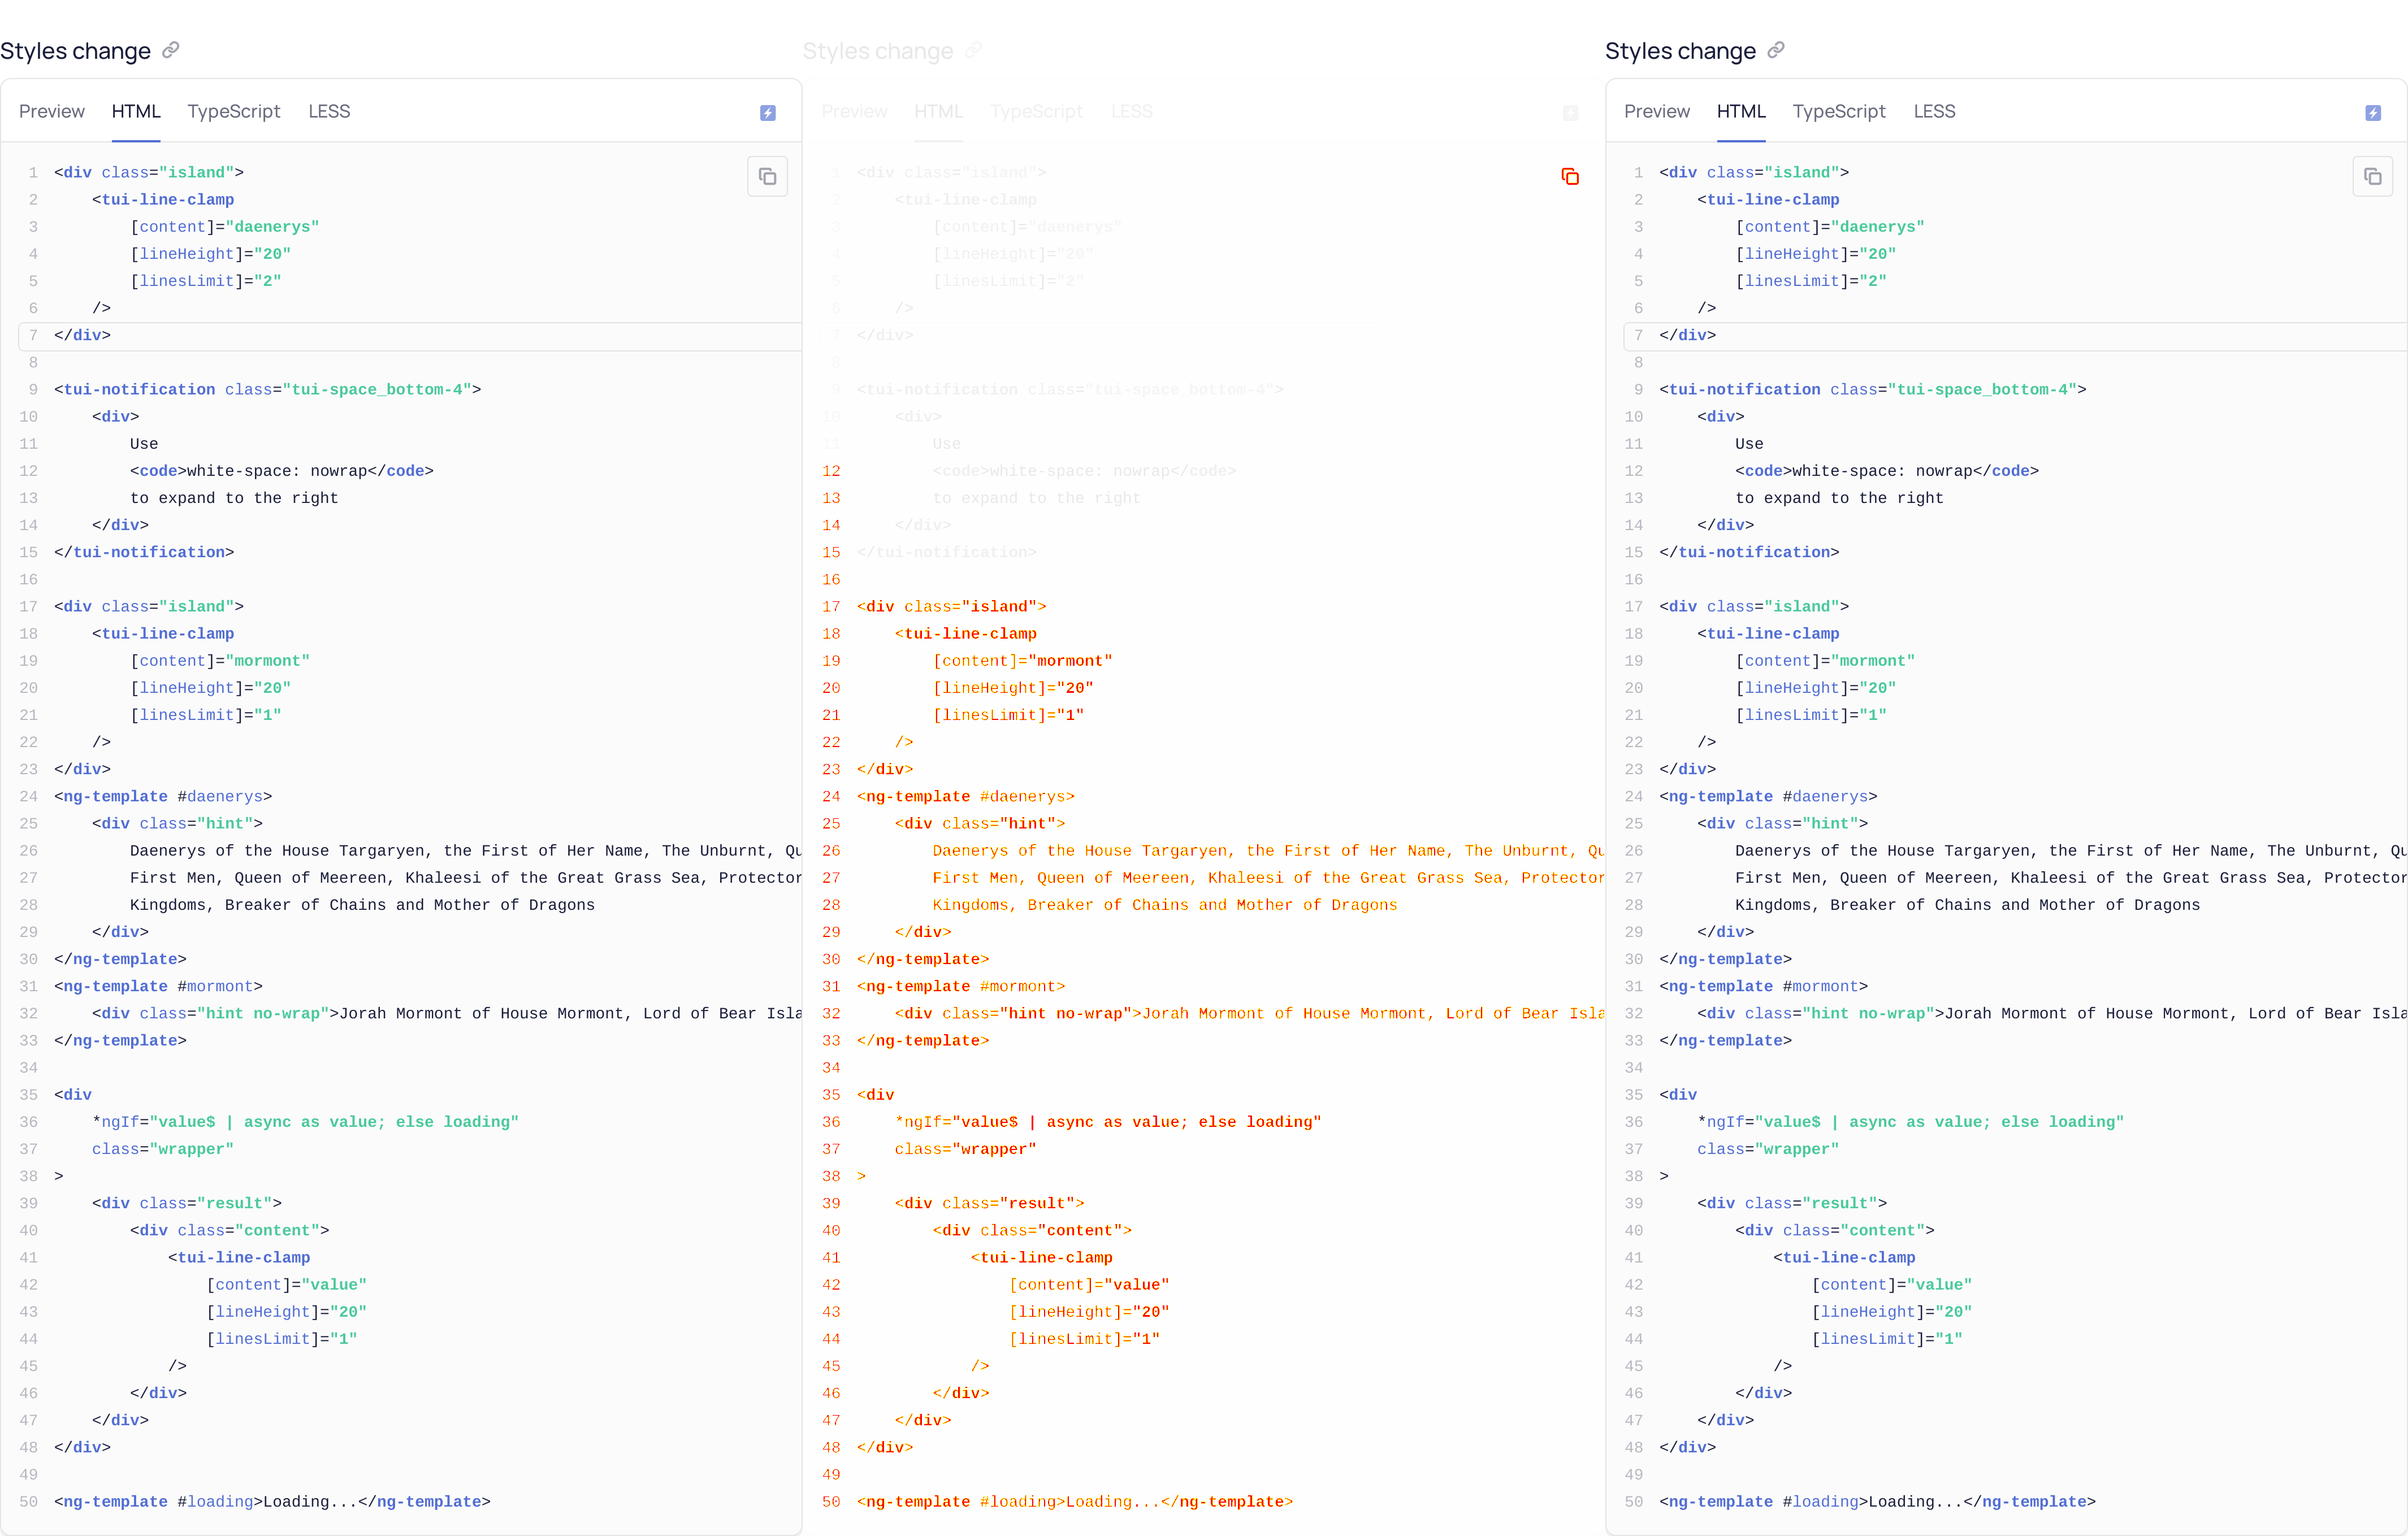 Styles change
Preview HTML TypeScript LESS
1 <div class="island">
2 <tui-line-clamp
3 [content]="daenerys"
4 [lineHeight]="20"
5 [linesLimit]="2"
6 />
7 </div>
8
9 <tui-notification class="tui-space_bottom-4">
10 <div>
11 Use
12 <code>white-space: nowrap</code>
13 to expand to the right
14 </div>
15 </tui-notification>
16
17 <div class="island">
18 <tui-line-clamp
19 [content]="mormont"
20 [lineHeight]="20"
21 [linesLimit]="1"
22 />
23 </div>
24 <ng-template #daenerys>
25 <div class="hint">
26 Daenerys of the House Targaryen, the First of Her Name, The Unburnt, Qu
27 First Men, Queen of Meereen, Khaleesi of the Great Grass Sea, Protector
28 Kingdoms, Breaker of Chains and Mother of Dragons
29 </div>
30 </ng-template>
31 <ng-template #mormont>
32 <div class="hint no-wrap">Jorah Mormont of House Mormont, Lord of Bear Isla
33 </ng-template>
34
35 <div
36 *ngIf="value$ | async as value; else loading"
37 class="wrapper"
38 >
39 <div class="result">
40 <div class="content">
41 <tui-line-clamp
42 [content]="value"
43 [lineHeight]="20"
44 [linesLimit]="1"
45 />
46 </div>
47 </div>
48 </div>
49
50 <ng-template #loading>Loading...</ng-template>
Styles change
Preview HTML TypeScript LESS
1 <div class="island">
2 <tui-line-clamp
3 [content]="daenerys"
4 [lineHeight]="20"
5 [linesLimit]="2"
6 />
7 </div>
8
9 <tui-notification class="tui-space_bottom-4">
10 <div>
11 Use
12 <code>white-space: nowrap</code>
13 to expand to the right
14 </div>
15 </tui-notification>
16
17 <div class="island">
18 <tui-line-clamp
19 [content]="mormont"
20 [lineHeight]="20"
21 [linesLimit]="1"
22 />
23 </div>
24 <ng-template #daenerys>
25 <div class="hint">
26 Daenerys of the House Targaryen, the First of Her Name, The Unburnt, Qu
27 First Men, Queen of Meereen, Khaleesi of the Great Grass Sea, Protector
28 Kingdoms, Breaker of Chains and Mother of Dragons
29 </div>
30 </ng-template>
31 <ng-template #mormont>
32 <div class="hint no-wrap">Jorah Mormont of House Mormont, Lord of Bear Isla
33 </ng-template>
34
35 <div
36 *ngIf="value$ | async as value; else loading"
37 class="wrapper"
38 >
39 <div class="result">
40 <div class="content">
41 <tui-line-clamp
42 [content]="value"
43 [lineHeight]="20"
44 [linesLimit]="1"
45 />
46 </div>
47 </div>
48 </div>
49
50 <ng-template #loading>Loading...</ng-template>
Styles change
Preview HTML TypeScript LESS
1 <div class="island">
2 <tui-line-clamp
3 [content]="daenerys"
4 [lineHeight]="20"
5 [linesLimit]="2"
6 />
7 </div>
8
9 <tui-notification class="tui-space_bottom-4">
10 <div>
11 Use
12 <code>white-space: nowrap</code>
13 to expand to the right
14 </div>
15 </tui-notification>
16
17 <div class="island">
18 <tui-line-clamp
19 [content]="mormont"
20 [lineHeight]="20"
21 [linesLimit]="1"
22 />
23 </div>
24 <ng-template #daenerys>
25 <div class="hint">
26 Daenerys of the House Targaryen, the First of Her Name, The Unburnt, Qu
27 First Men, Queen of Meereen, Khaleesi of the Great Grass Sea, Protector
28 Kingdoms, Breaker of Chains and Mother of Dragons
29 </div>
30 </ng-template>
31 <ng-template #mormont>
32 <div class="hint no-wrap">Jorah Mormont of House Mormont, Lord of Bear Isla
33 </ng-template>
34
35 <div
36 *ngIf="value$ | async as value; else loading"
37 class="wrapper"
38 >
39 <div class="result">
40 <div class="content">
41 <tui-line-clamp
42 [content]="value"
43 [lineHeight]="20"
44 [linesLimit]="1"
45 />
46 </div>
47 </div>
48 </div>
49
50 <ng-template #loading>Loading...</ng-template>